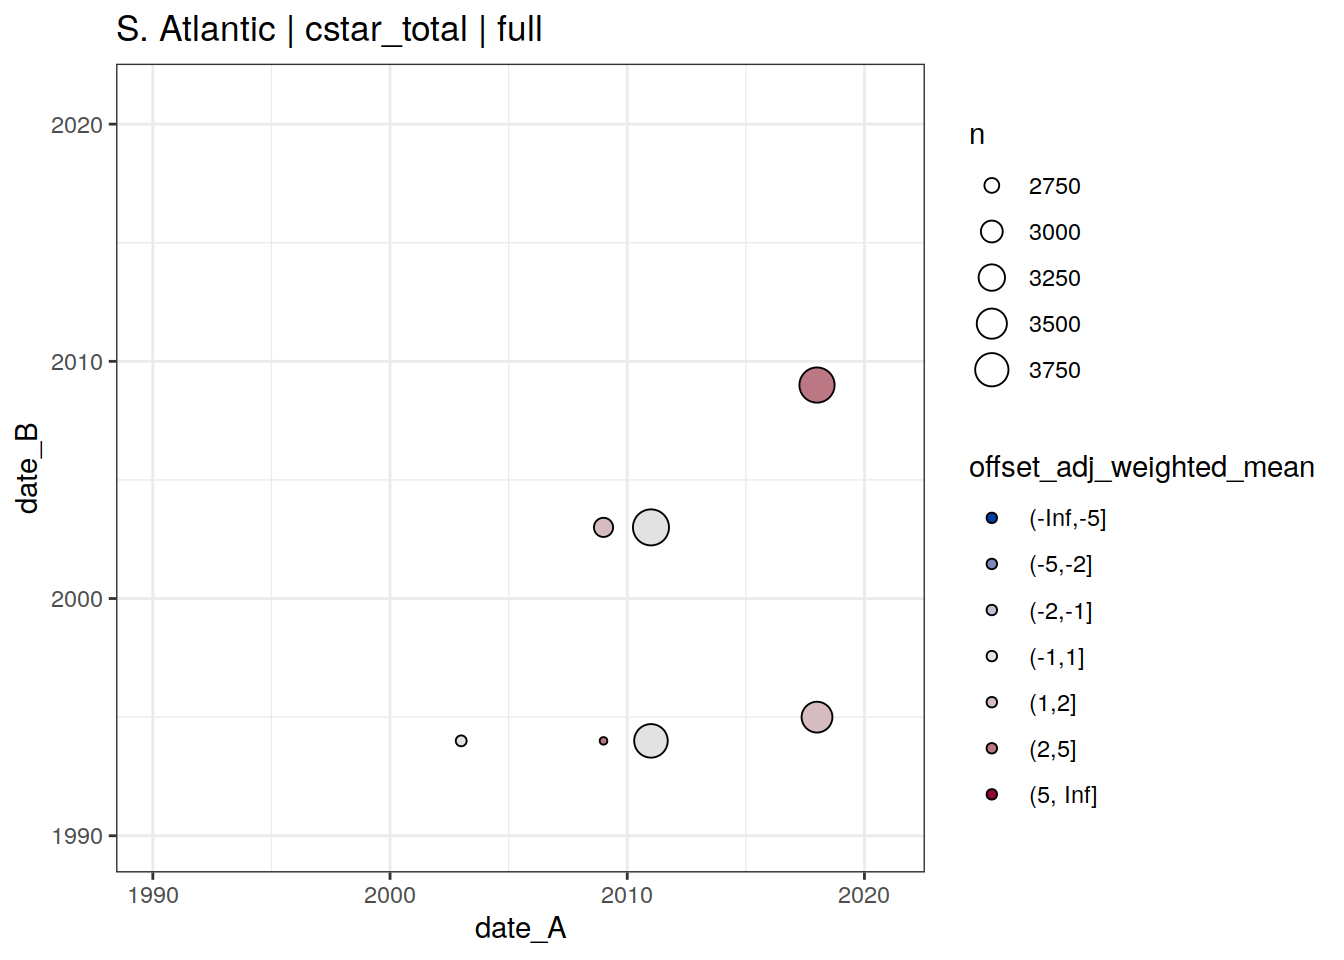 S. Atlantic | cstar_total | full
2020
2010
2000
1990
date_B
1990
2000
2010
2020
date_A
n
2750
3000
3250
3500
3750
offset_adj_weighted_mean
(-Inf,-5]
(-5,-2]
(-2,-1]
(-1,1]
(1,2]
(2,5]
(5, Inf]